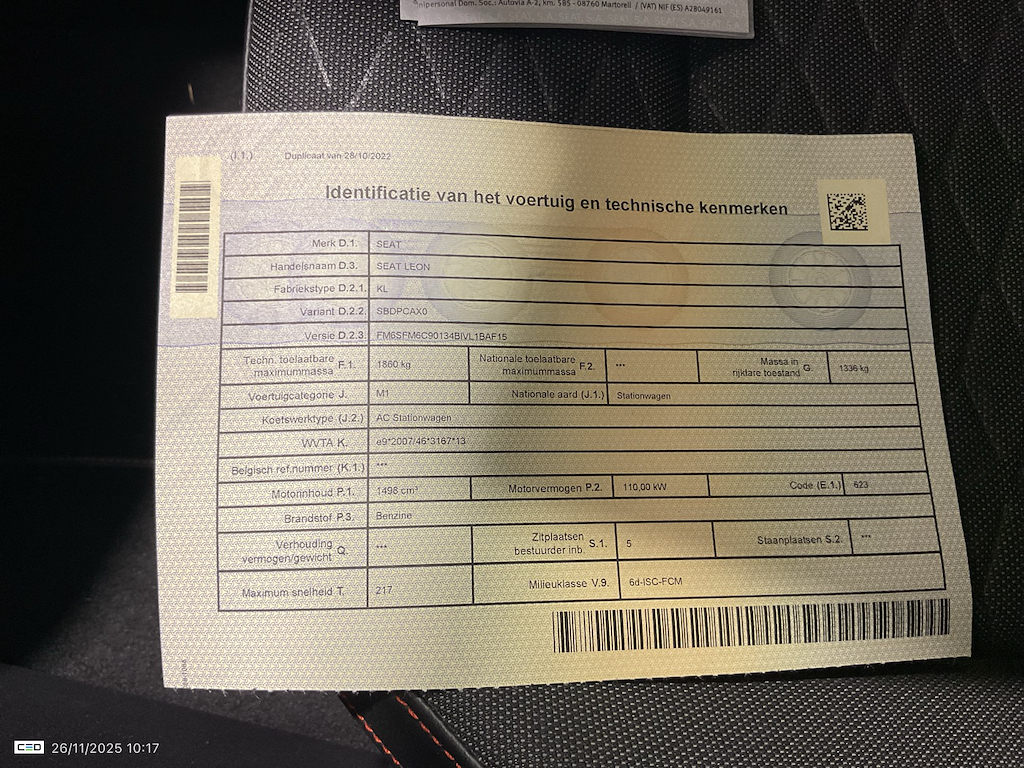 nipersonal Dom. Soc.: Autovía A-2, km. 585 - 08760 Martorell / (VAT) NIF (ES) A28049161
(I.1.) Duplicaat van 28/10/2022
Identificatie van het voertuig en technische kenmerken
Merk D.1. SEAT
Handelsnaam D.3. SEAT LEON
Fabriekstype D.2.1. KL
Variant D.2.2. SBDPCAX0
Versie D.2.3. FM6SFM6C90134BIVL1BAF15
Techn. toelaatbare maximummassa F.1. 1860 kg Nationale toelaatbare maximummassa F.2. *** Massa in rijklare toestand G. 1336 kg
Voertuigcategorie J. M1 Nationale aard (J.1.) Stationwagen
Koetswerktype (J.2.) AC Stationwagen
WVTA K. e9*2007/46*3167*13
Belgisch ref.nummer (K.1.) ***
Motorinhoud P.1. 1498 cm³ Motorvermogen P.2. 110,00 kW Code (E.1.) 623
Brandstof P.3. Benzine
Verhouding vermogen/gewicht Q. *** Zitplaatsen bestuurder inb. S.1. 5 Staanplaatsen S.2. ***
Maximum snelheid T. 217 Milieuklasse V.9. 6d-ISC-FCM
CEO 26/11/2025 10:17